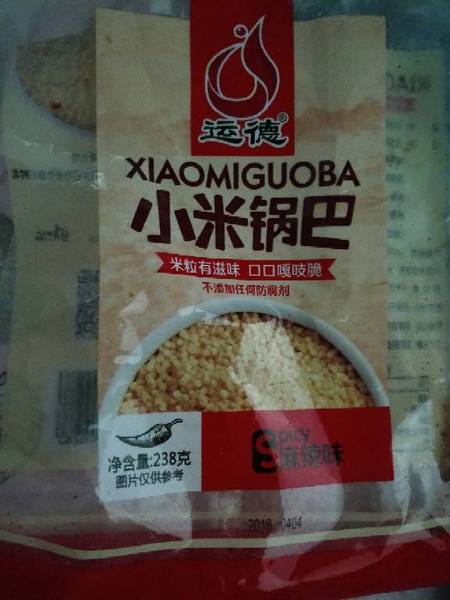 运德®
XIAOMIGUOBA
小米锅巴
米粒有滋味 口口嘎吱脆
不添加任何防腐剂
Spicy
麻辣味
净含量:238克
图片仅供参考
2018 0404